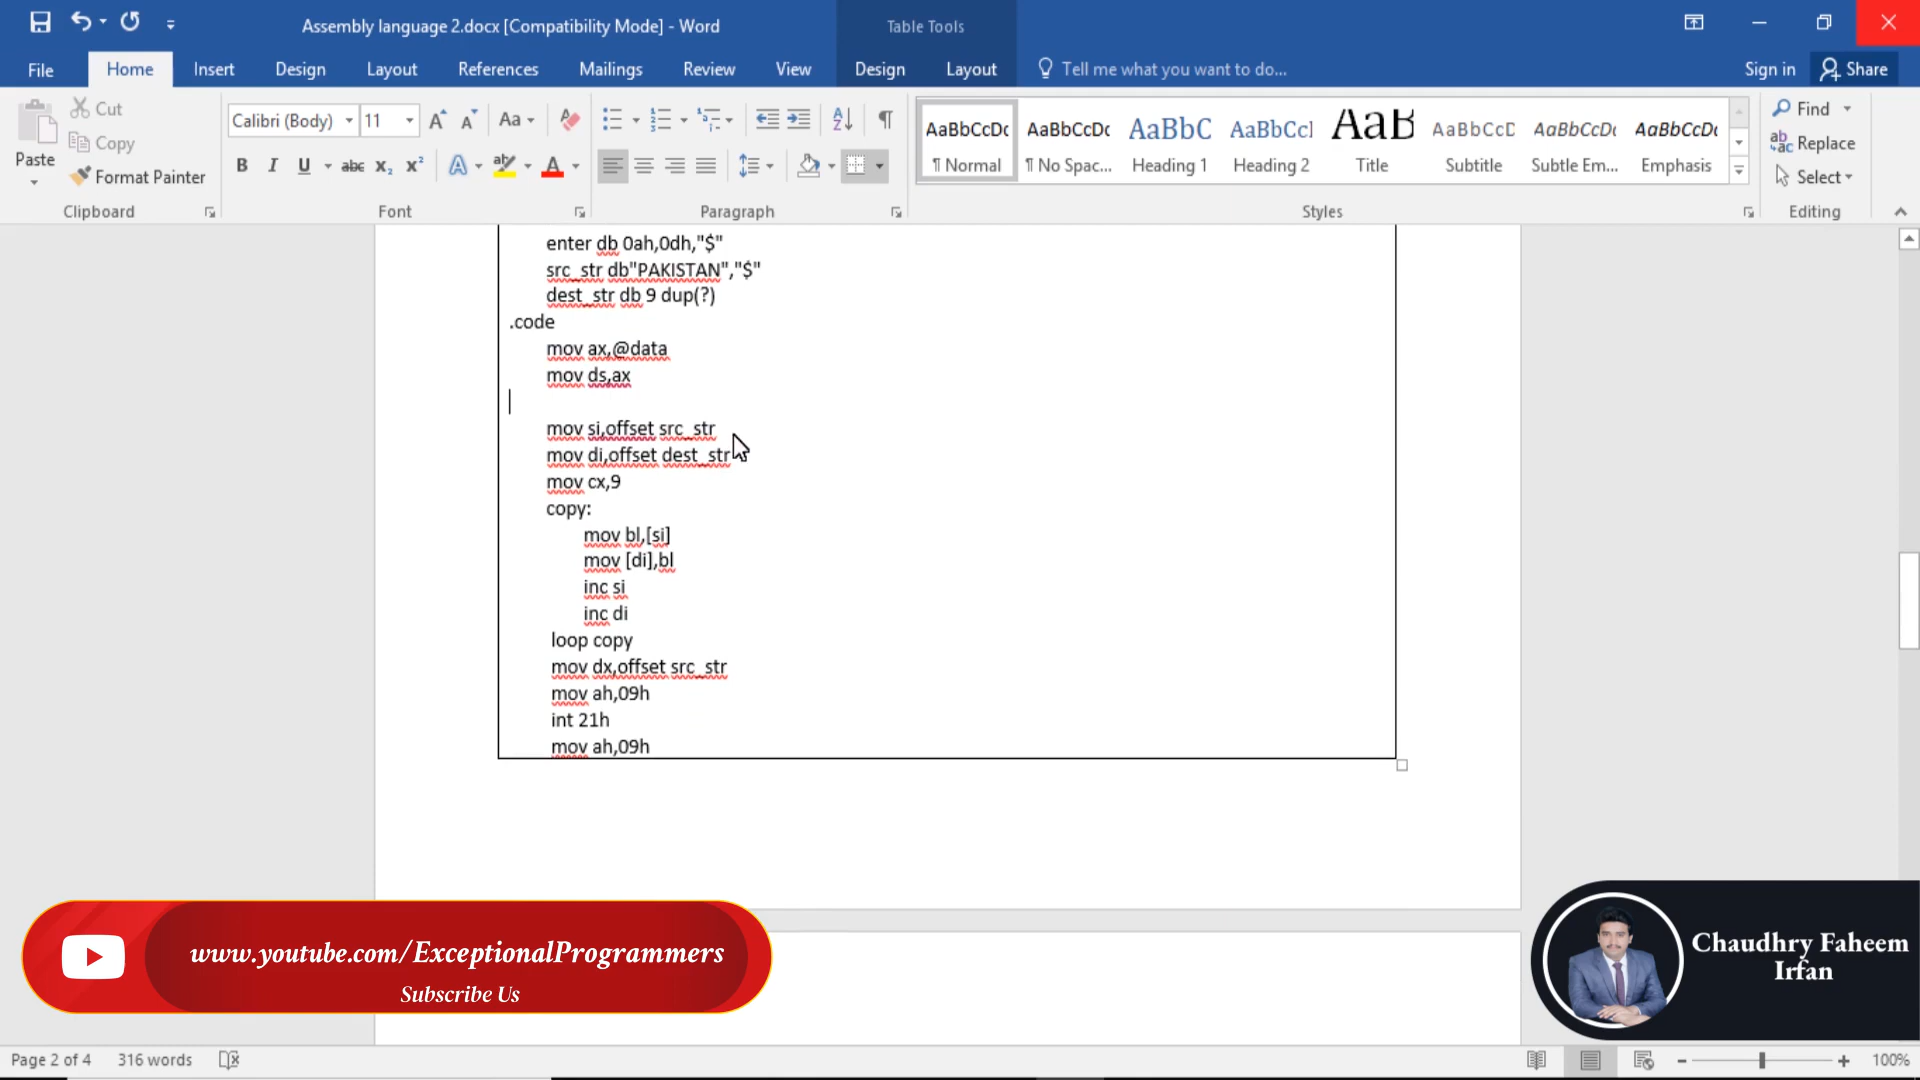 Assembly language 2.docx [Compatibility Mode] - Word
Table Tools
File
Home
Insert
Design
Layout
References
Mailings
Review
View
Design
Layout
Tell me what you want to do...
Sign in
Share
Paste
Cut
Copy
Format Painter
Clipboard
Calibri (Body)
11
Aa
B I U abc X₂ X² A A
Font
Paragraph
AaBbCcDc
¶ Normal
AaBbCcDc
¶ No Spac...
AaBbC
Heading 1
AaBbCcl
Heading 2
AaB
Title
AaBbCcD
Subtitle
AaBbCcDc
Subtle Em...
AaBbCcDc
Emphasis
Styles
Find
Replace
Select
Editing
enter db 0ah,0dh,"$"
src_str db"PAKISTAN","$"
dest_str db 9 dup(?)
.code
mov ax,@data
mov ds,ax
mov si,offset src_str
mov di,offset dest_str
mov cx,9
copy:
mov bl,[si]
mov [di],bl
inc si
inc di
loop copy
mov dx,offset src_str
mov ah,09h
int 21h
mov ah,09h
www.youtube.com/ExceptionalProgrammers
Subscribe Us
Chaudhry Faheem
Irfan
Page 2 of 4
316 words
100%